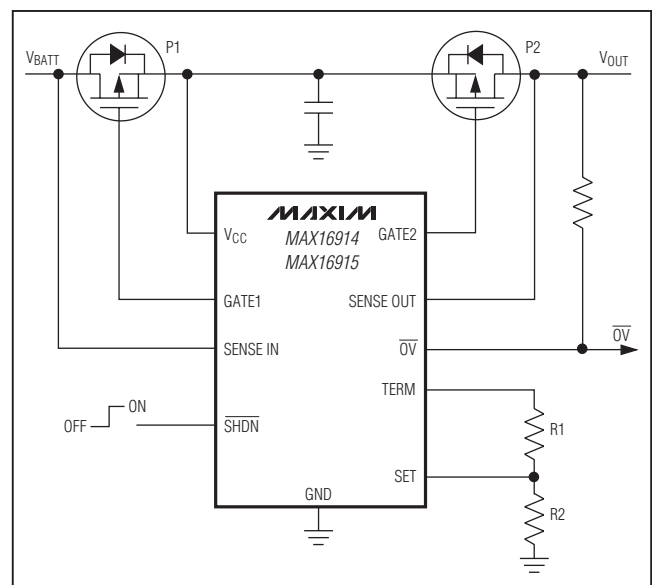 P1
P2
VBATT
VOUT
MAXIM
MAX16914
MAX16915
VCC
GATE2
GATE1
SENSE OUT
SENSE IN
OV
OV
TERM
OFF
ON
SHDN
R1
SET
GND
R2